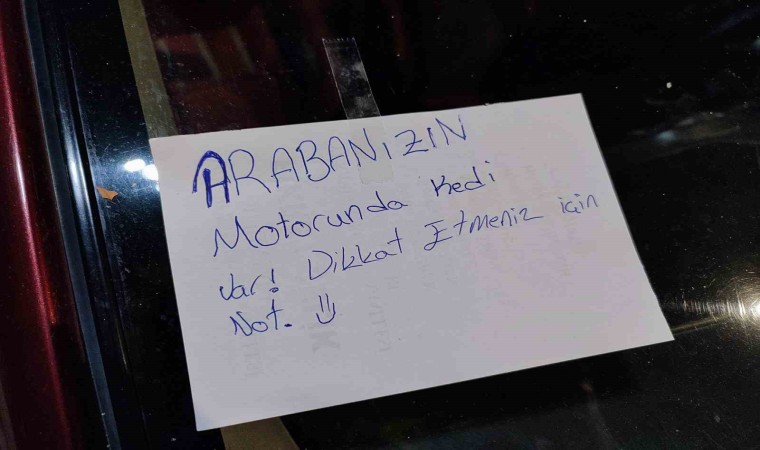 ARABANIZIN
Motorunda Kedi
var! Dikkat Etmeniz için
Not. :)